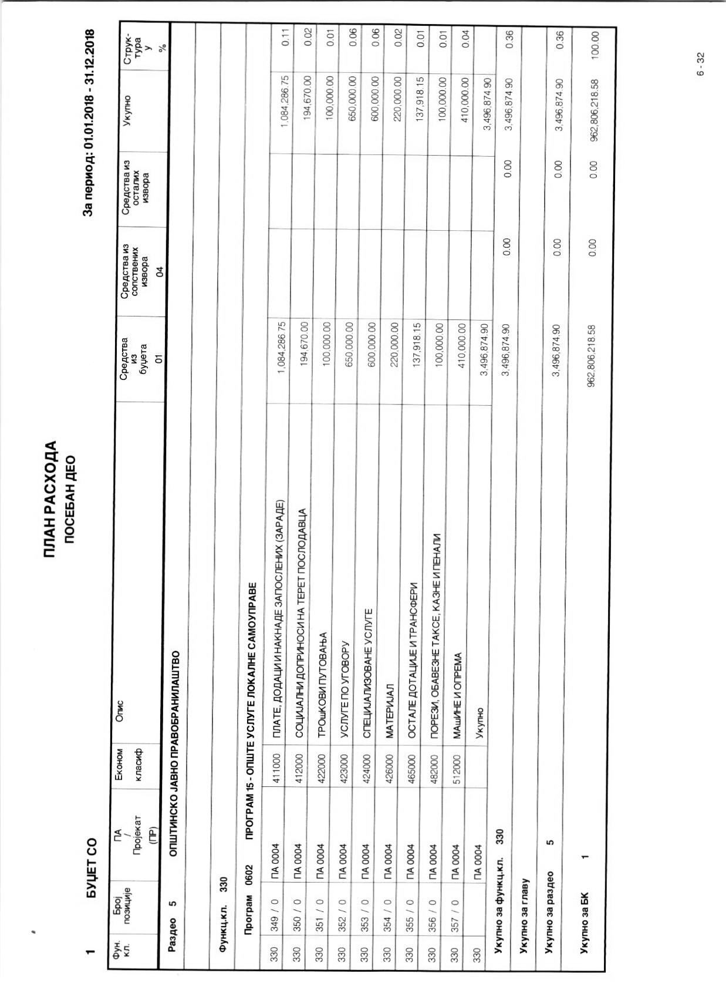 ПЛАН РАСХОДА
ПОСЕБАН ДЕО
1 БУЏЕТ СО За период: 01.01.2018 - 31.12.2018
Фун. кл. | Број позиције | ПА / Пројекат (ПР) | Економ класиф | Опис | Средства из буџета 01 | Средства из сопствених извора 04 | Средства из осталих извора | Укупно | Струк- тура у %
Раздео 5 ОПШТИНСКО ЈАВНО ПРАВОБРАНИЛАШТВО
Функц.кл. 330
Програм 0602 ПРОГРАМ 15 - ОПШТЕ УСЛУГЕ ЛОКАЛНЕ САМОУПРАВЕ
330 349 / 0 ПА 0004 411000 ПЛАТЕ, ДОДАЦИ И НАКНАДЕ ЗАПОСЛЕНИХ (ЗАРАДЕ) 1,084,286.75 1,084,286.75 0.11
330 350 / 0 ПА 0004 412000 СОЦИЈАЛНИ ДОПРИНОСИ НА ТЕРЕТ ПОСЛОДАВЦА 194,670.00 194,670.00 0.02
330 351 / 0 ПА 0004 422000 ТРОшКОВИ ПУТОВАЊА 100,000.00 100,000.00 0.01
330 352 / 0 ПА 0004 423000 УСЛУГЕ ПО УГОВОРУ 650,000.00 650,000.00 0.06
330 353 / 0 ПА 0004 424000 СПЕЦИЈАЛИЗОВАНЕ УСЛУГЕ 600,000.00 600,000.00 0.06
330 354 / 0 ПА 0004 426000 МАТЕРИЈАЛ 220,000.00 220,000.00 0.02
330 355 / 0 ПА 0004 465000 ОСТАЛЕ ДОТАЦИЈЕ И ТРАНСФЕРИ 137,918.15 137,918.15 0.01
330 356 / 0 ПА 0004 482000 ПОРЕЗИ, ОБАВЕЗНЕ ТАКСЕ, КАЗНЕ И ПЕНАЛИ 100,000.00 100,000.00 0.01
330 357 / 0 ПА 0004 512000 МАшИНЕ И ОПРЕМА 410,000.00 410,000.00 0.04
330 ПА 0004 Укупно 3,496,874.90 3,496,874.90
Укупно за функц.кл. 330 3,496,874.90 0.00 0.00 3,496,874.90 0.36
Укупно за главу
Укупно за раздео 5 3,496,874.90 0.00 0.00 3,496,874.90 0.36
Укупно за БК 1 962,806,218.58 0.00 0.00 962,806,218.58 100.00
6 - 32